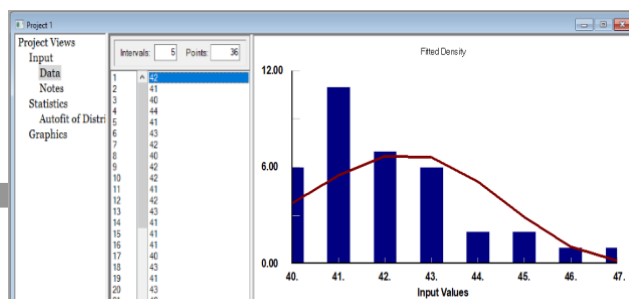 Project 1
Project Views
Input
Data
Notes
Statistics
Autofit of Distri
Graphics
Intervals: 5 Points: 36
1 42
2 41
3 40
4 44
5 41
6 43
7 42
8 40
9 42
10 42
11 41
12 42
13 43
14 41
15 41
16 41
17 40
18 43
19 41
20 43
Fitted Density
12.00
6.00
0.00
40. 41. 42. 43. 44. 45. 46. 47.
Input Values